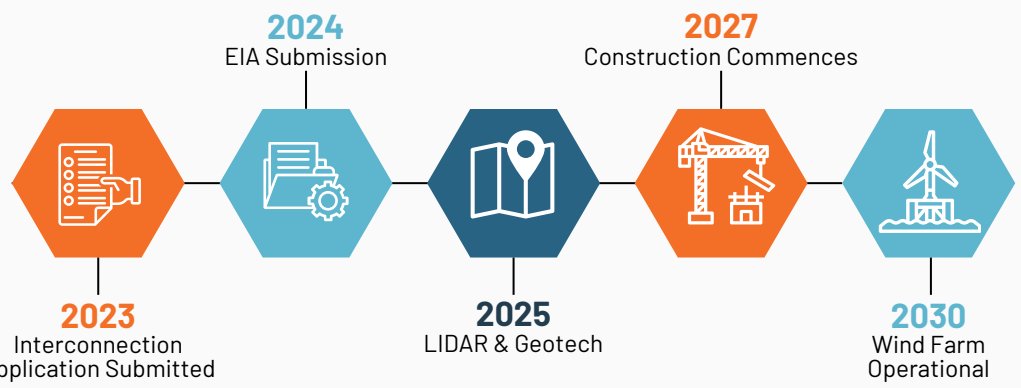 2023
Interconnection
pplication Submitted
2024
EIA Submission
2025
LIDAR & Geotech
2027
Construction Commences
2030
Wind Farm
Operational